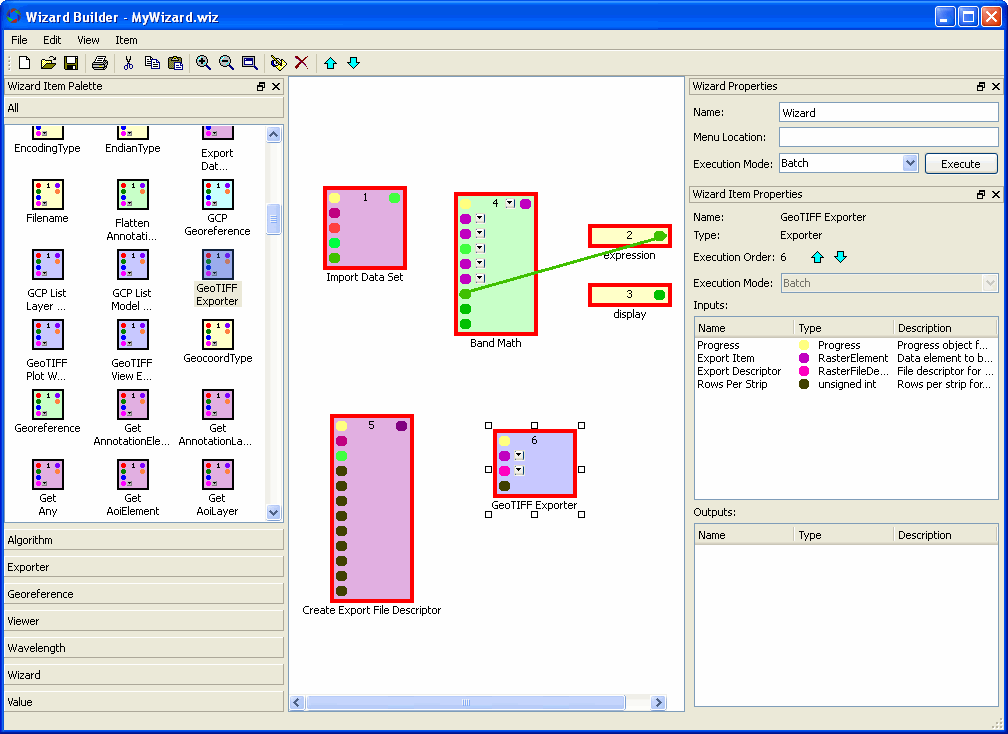 Wizard Builder - MyWizard.wiz
File Edit View Item
Wizard Item Palette
All
EncodingType EndianType Export Dat...
Filename Flatten Annotati... GCP Georeference
GCP List Layer ... GCP List Model ... GeoTIFF Exporter
GeoTIFF Plot W... GeoTIFF View E... GeocoordType
Georeference Get AnnotationEle... Get AnnotationLa...
Get Any Get AoiElement Get AoiLayer
Algorithm
Exporter
Georeference
Viewer
Wavelength
Wizard
Value
1
Import Data Set
4
Band Math
2
expression
3
display
5
Create Export File Descriptor
6
GeoTIFF Exporter
Wizard Properties
Name: Wizard
Menu Location:
Execution Mode: Batch Execute
Wizard Item Properties
Name: GeoTIFF Exporter
Type: Exporter
Execution Order: 6
Execution Mode: Batch
Inputs:
Name Type Description
Progress Progress Progress object f...
Export Item RasterElement Data element to b...
Export Descriptor RasterFileDe... File descriptor for ...
Rows Per Strip unsigned int Rows per strip for...
Outputs:
Name Type Description